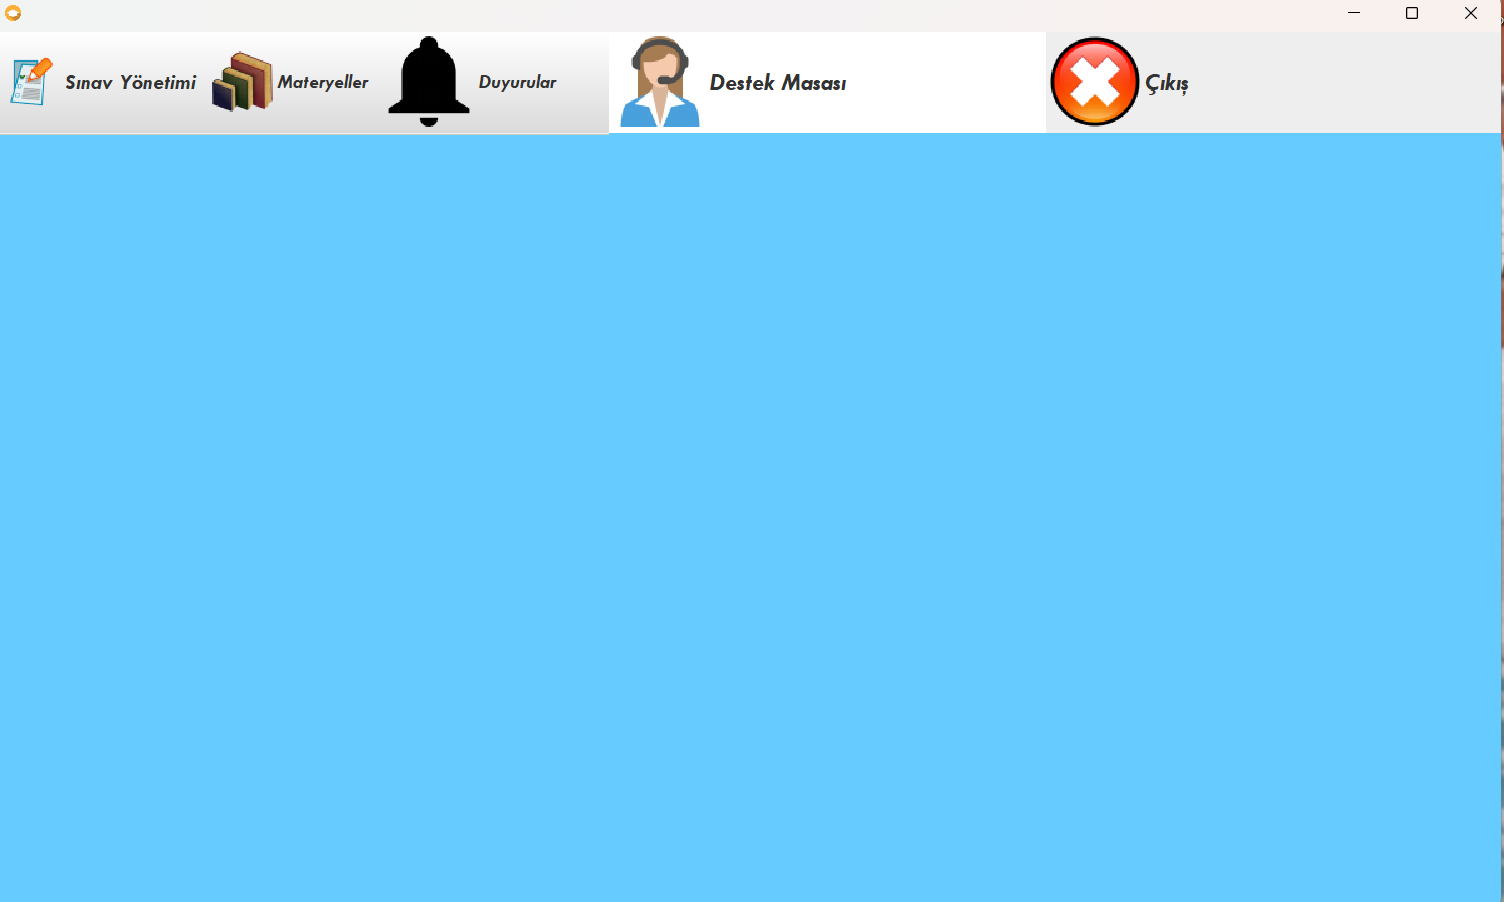 Sınav Yönetimi Materyeller Duyurular Destek Masası Çıkış